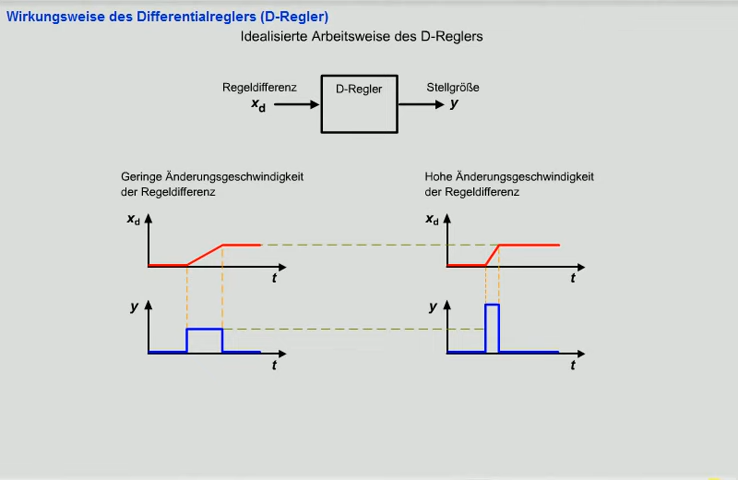 Wirkungsweise des Differentialreglers (D-Regler)
Idealisierte Arbeitsweise des D-Reglers
Regeldifferenz
D-Regler
Stellgröße
xd
y
Geringe Änderungsgeschwindigkeit
der Regeldifferenz
Hohe Änderungsgeschwindigkeit
der Regeldifferenz
xd
xd
t
t
y
y
t
t